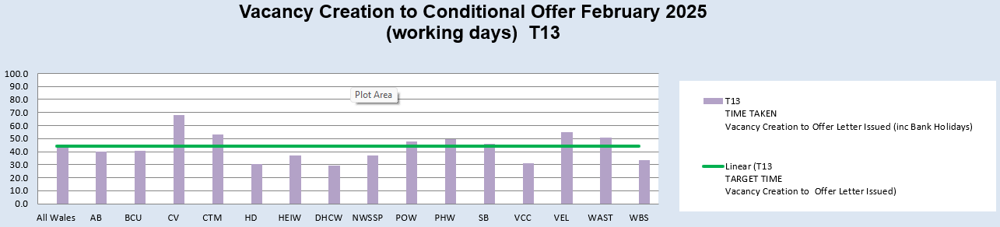 Vacancy Creation to Conditional Offer February 2025
(working days) T13
100.0
90.0
80.0
70.0
60.0
50.0
40.0
30.0
20.0
10.0
0.0
Plot Area
All Wales AB BCU CV CTM HD HEIW DHCW NWSSP POW PHW SB VCC VEL WAST WBS
T13
TIME TAKEN
Vacancy Creation to Offer Letter Issued (inc Bank Holidays)
Linear (T13
TARGET TIME
Vacancy Creation to Offer Letter Issued)